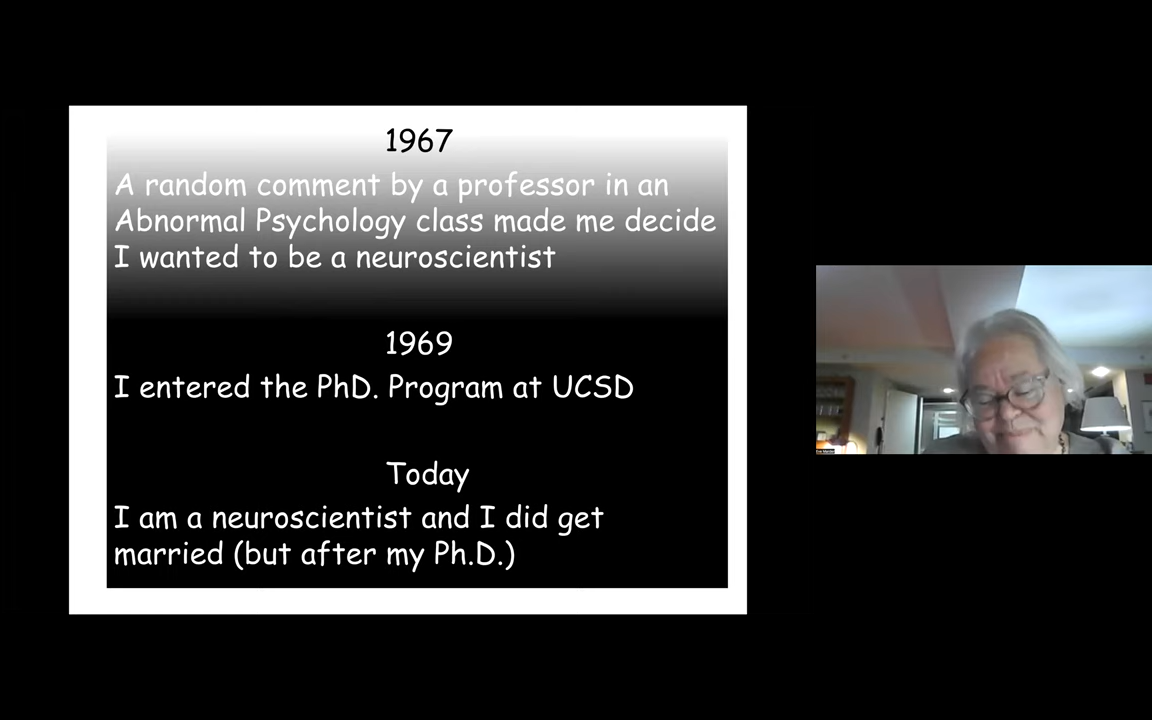 1967
A random comment by a professor in an
Abnormal Psychology class made me decide
I wanted to be a neuroscientist
1969
I entered the PhD. Program at UCSD
Today
I am a neuroscientist and I did get
married (but after my Ph.D.)